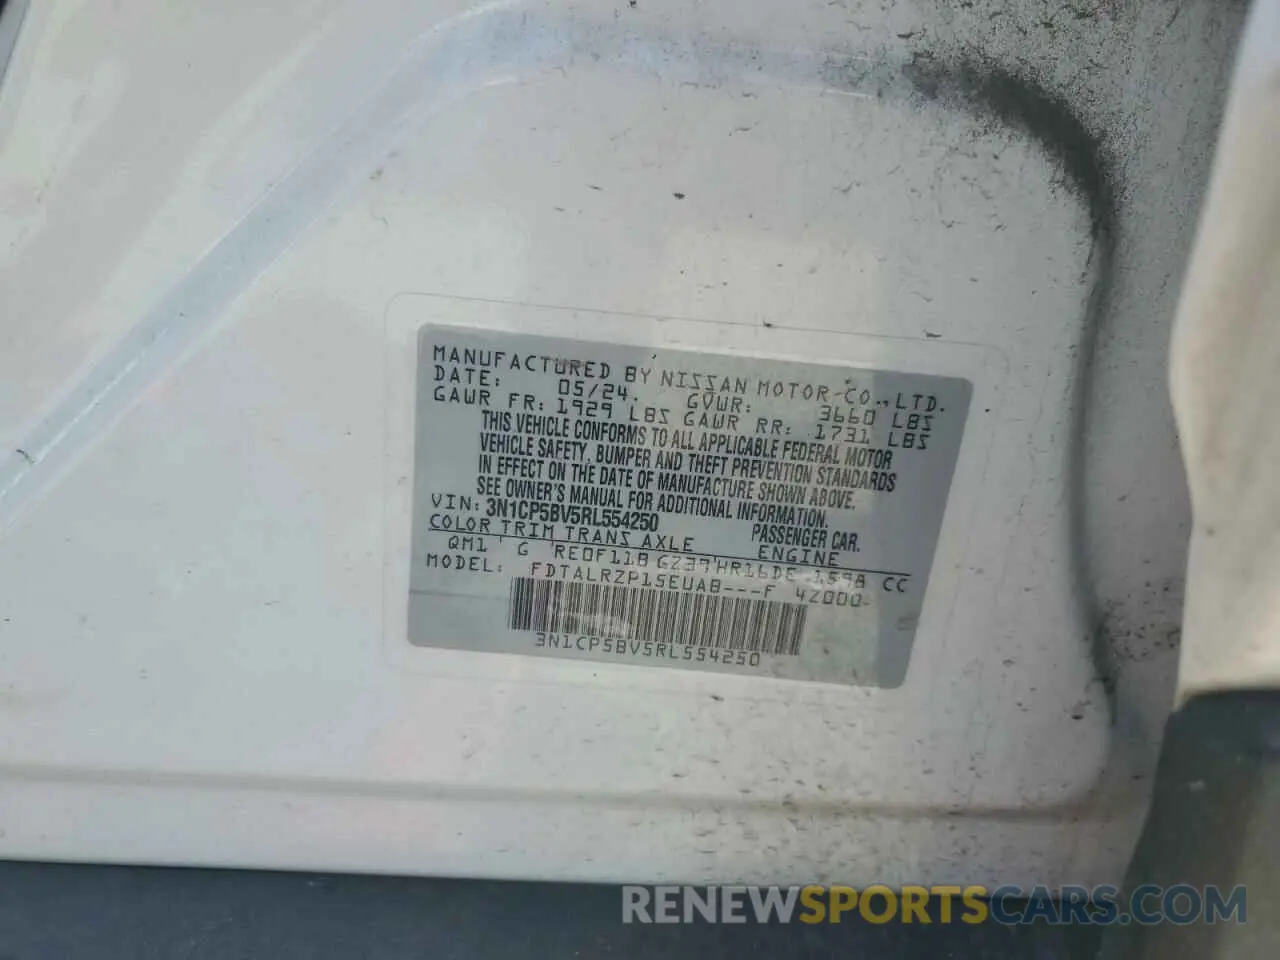 MANUFACTURED BY NISSAN MOTOR CO., LTD.
DATE: 05/24. GVWR: 3660 LBS
GAWR FR: 1929 LBS GAWR RR: 1731 LBS
THIS VEHICLE CONFORMS TO ALL APPLICABLE FEDERAL MOTOR
VEHICLE SAFETY, BUMPER AND THEFT PREVENTION STANDARDS
IN EFFECT ON THE DATE OF MANUFACTURE SHOWN ABOVE.
SEE OWNER'S MANUAL FOR ADDITIONAL INFORMATION.
VIN: 3N1CP5BV5RL554250 PASSENGER CAR.
COLOR TRIM TRANS AXLE ENGINE
QM1 G RE0F11B GZ39 HR16DE 1598 CC
MODEL: FDTALRZP15EUAB---F 42000-
3N1CP5BV5RL554250
RENEWSPORTSCARS.COM